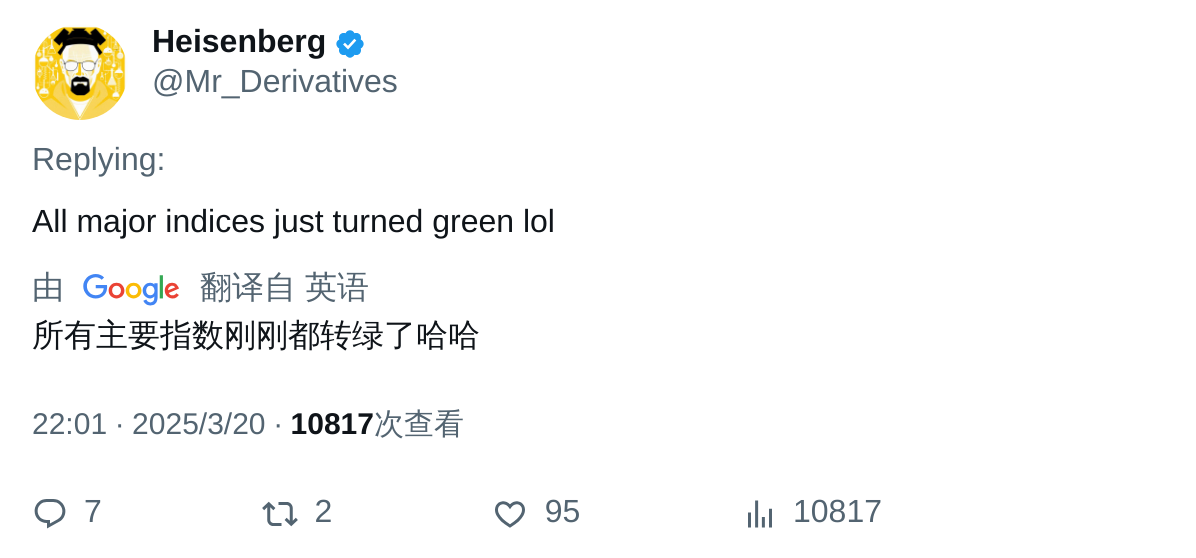 Heisenberg
@Mr_Derivatives
Replying:
All major indices just turned green lol
由 Google 翻译自 英语
所有主要指数刚刚都转绿了哈哈
22:01 · 2025/3/20 · 10817次查看
7 2 95 10817